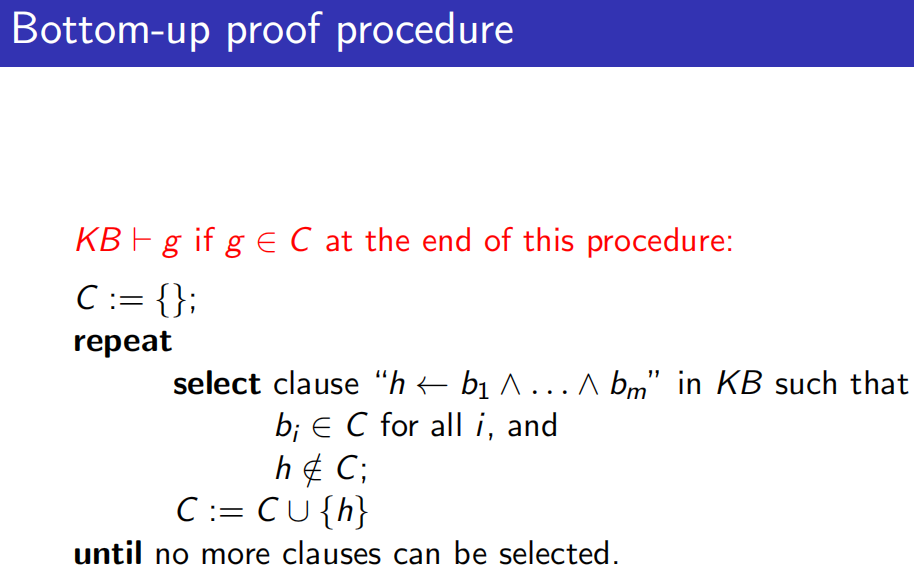 Bottom-up proof procedure
KB ⊢ g if g ∈ C at the end of this procedure:
C := {};
repeat
select clause “h ← b₁ ∧ . . . ∧ bₘ” in KB such that
bᵢ ∈ C for all i, and
h ∉ C;
C := C ∪ {h}
until no more clauses can be selected.